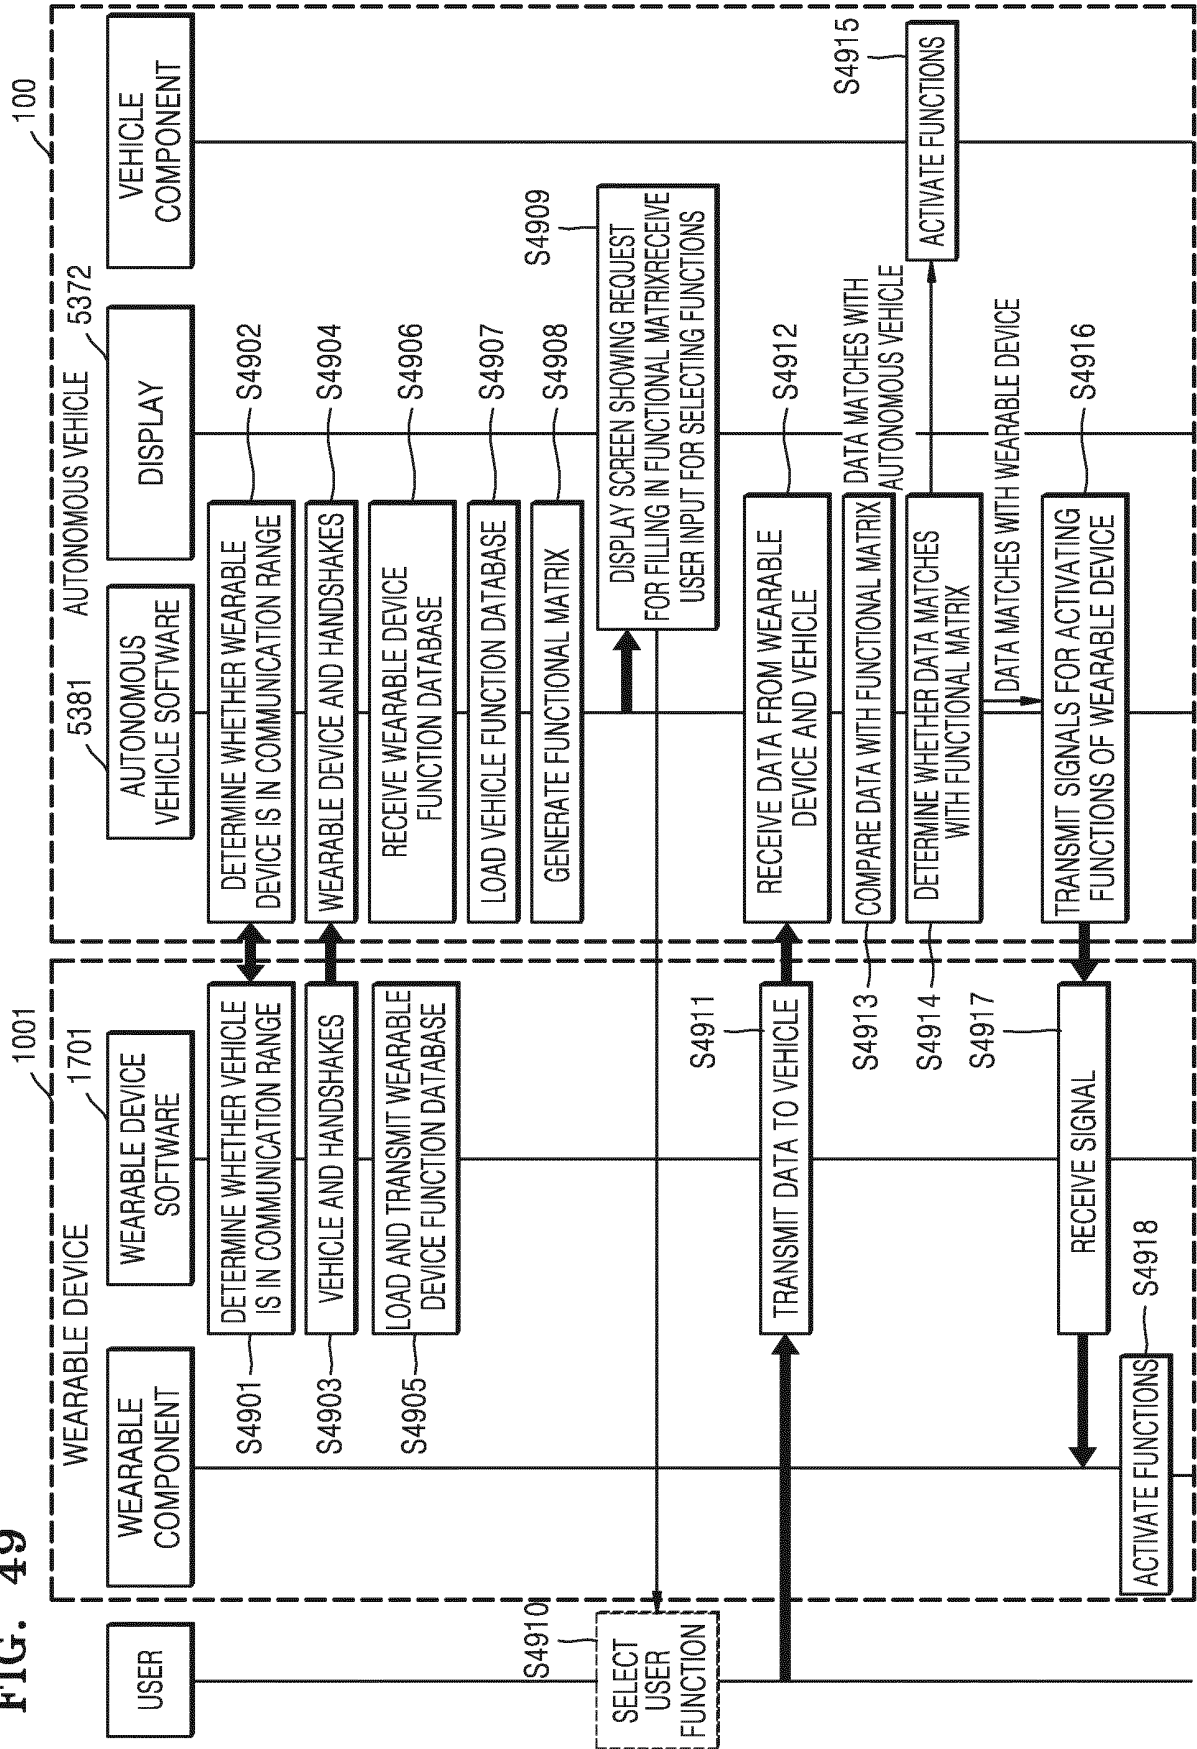 FIG. 49
USER
WEARABLE DEVICE
1001
WEARABLE
COMPONENT
WEARABLE DEVICE
SOFTWARE
1701
AUTONOMOUS VEHICLE
100
AUTONOMOUS
VEHICLE SOFTWARE
5381
DISPLAY
5372
VEHICLE
COMPONENT
S4901
DETERMINE WHETHER VEHICLE
IS IN COMMUNICATION RANGE
DETERMINE WHETHER WEARABLE
DEVICE IS IN COMMUNICATION RANGE
S4902
S4903
VEHICLE AND HANDSHAKES
WEARABLE DEVICE AND HANDSHAKES
S4904
S4905
LOAD AND TRANSMIT WEARABLE
DEVICE FUNCTION DATABASE
RECEIVE WEARABLE DEVICE
FUNCTION DATABASE
S4906
LOAD VEHICLE FUNCTION DATABASE
S4907
GENERATE FUNCTIONAL MATRIX
S4908
S4909
DISPLAY SCREEN SHOWING REQUEST
FOR FILLING IN FUNCTIONAL MATRIXRECEIVE
USER INPUT FOR SELECTING FUNCTIONS
S4910
SELECT
USER
FUNCTION
S4911
TRANSMIT DATA TO VEHICLE
RECEIVE DATA FROM WEARABLE
DEVICE AND VEHICLE
S4912
S4913
COMPARE DATA WITH FUNCTIONAL MATRIX
DATA MATCHES WITH
AUTONOMOUS VEHICLE
S4914
DETERMINE WHETHER DATA MATCHES
WITH FUNCTIONAL MATRIX
S4915
ACTIVATE FUNCTIONS
DATA MATCHES WITH WEARABLE DEVICE
TRANSMIT SIGNALS FOR ACTIVATING
FUNCTIONS OF WEARABLE DEVICE
S4916
S4917
RECEIVE SIGNAL
ACTIVATE FUNCTIONS
S4918